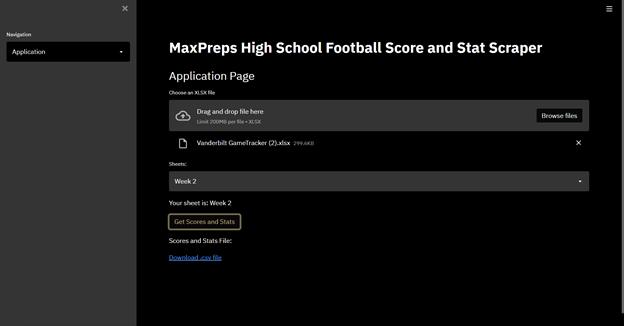 Navigation
Application
MaxPreps High School Football Score and Stat Scraper
Application Page
Choose an XLSX file
Drag and drop file here
Limit 200MB per file • XLSX
Browse files
Vanderbilt GameTracker (2).xlsx 299.6KB
Sheets:
Week 2
Your sheet is: Week 2
Get Scores and Stats
Scores and Stats File:
Download .csv file